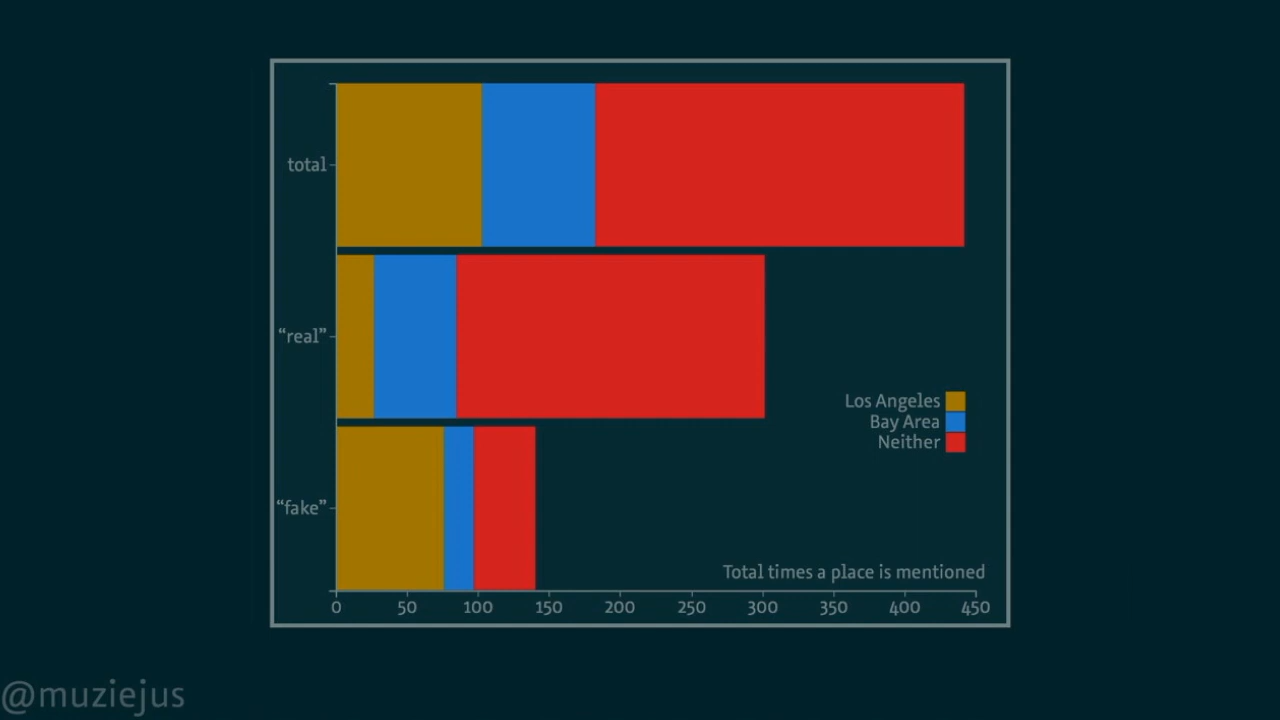 total
“real”
“fake”
Los Angeles
Bay Area
Neither
Total times a place is mentioned
0 50 100 150 200 250 300 350 400 450
@muziejus